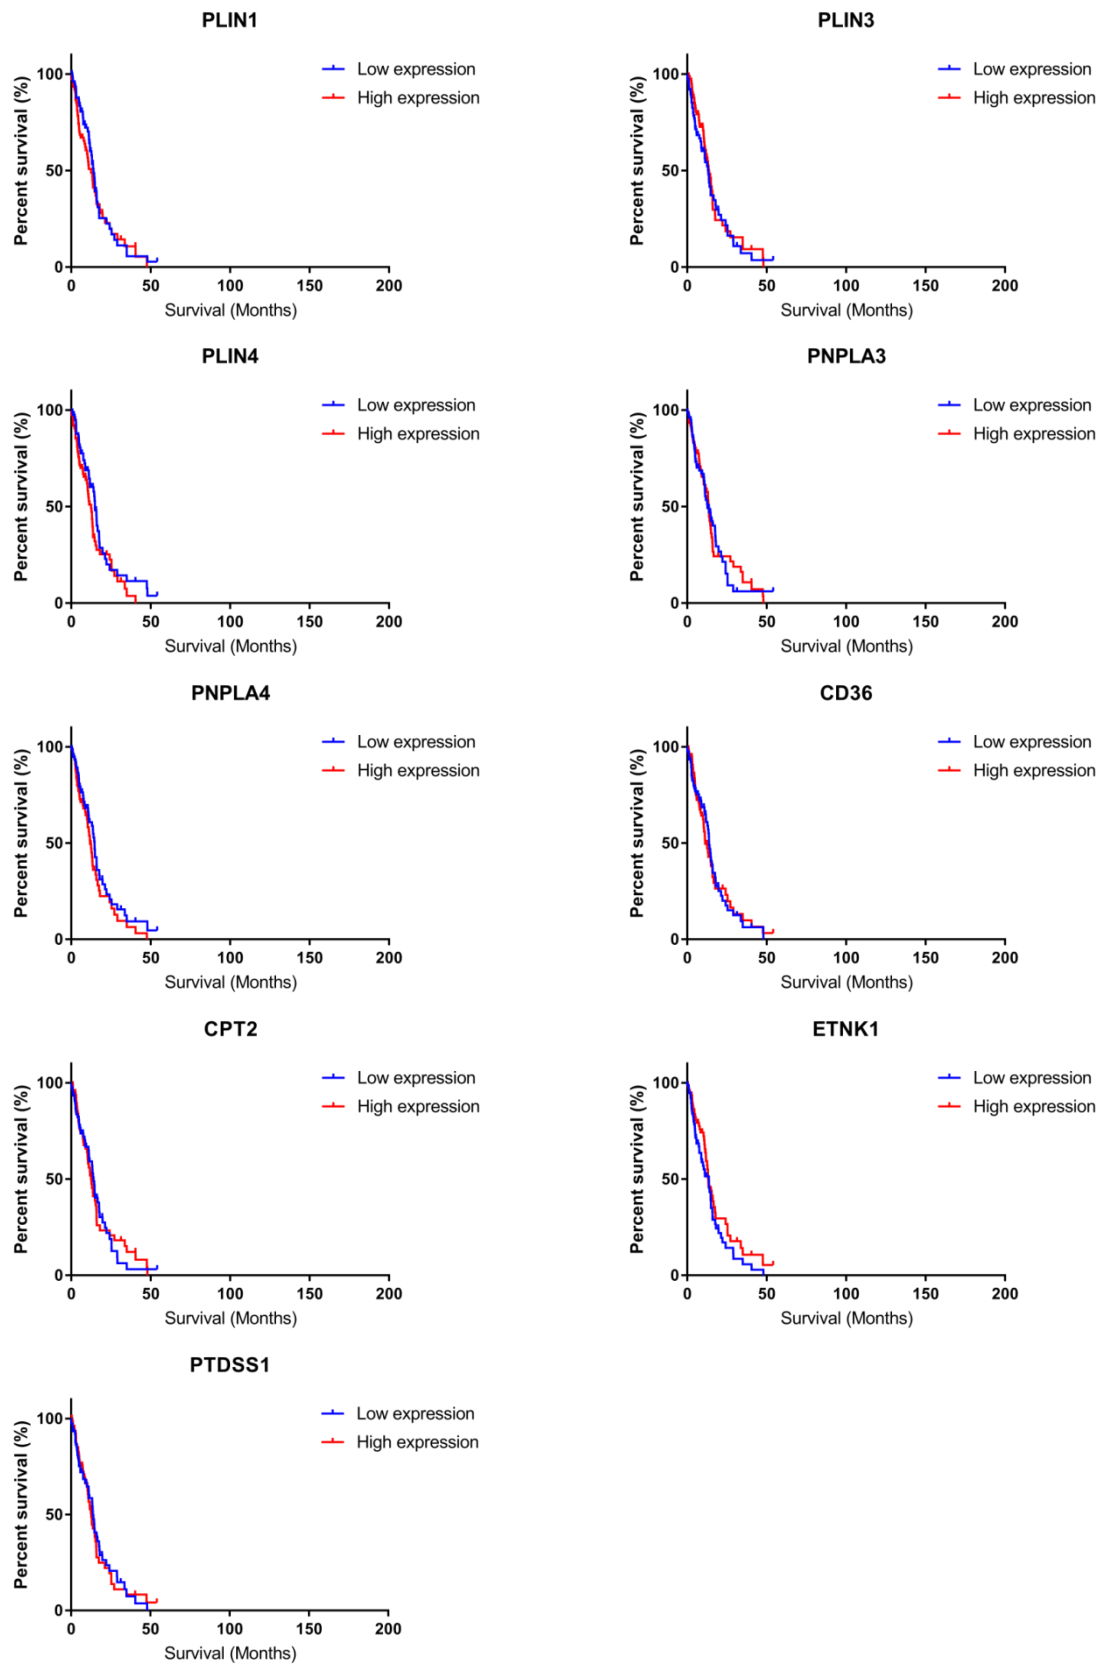 PLIN1
Percent survival (%)
100
50
0
0 50 100 150 200
Survival (Months)
Low expression
High expression
PLIN3
Percent survival (%)
100
50
0
0 50 100 150 200
Survival (Months)
Low expression
High expression
PLIN4
Percent survival (%)
100
50
0
0 50 100 150 200
Survival (Months)
Low expression
High expression
PNPLA3
Percent survival (%)
100
50
0
0 50 100 150 200
Survival (Months)
Low expression
High expression
PNPLA4
Percent survival (%)
100
50
0
0 50 100 150 200
Survival (Months)
Low expression
High expression
CD36
Percent survival (%)
100
50
0
0 50 100 150 200
Survival (Months)
Low expression
High expression
CPT2
Percent survival (%)
100
50
0
0 50 100 150 200
Survival (Months)
Low expression
High expression
ETNK1
Percent survival (%)
100
50
0
0 50 100 150 200
Survival (Months)
Low expression
High expression
PTDSS1
Percent survival (%)
100
50
0
0 50 100 150 200
Survival (Months)
Low expression
High expression